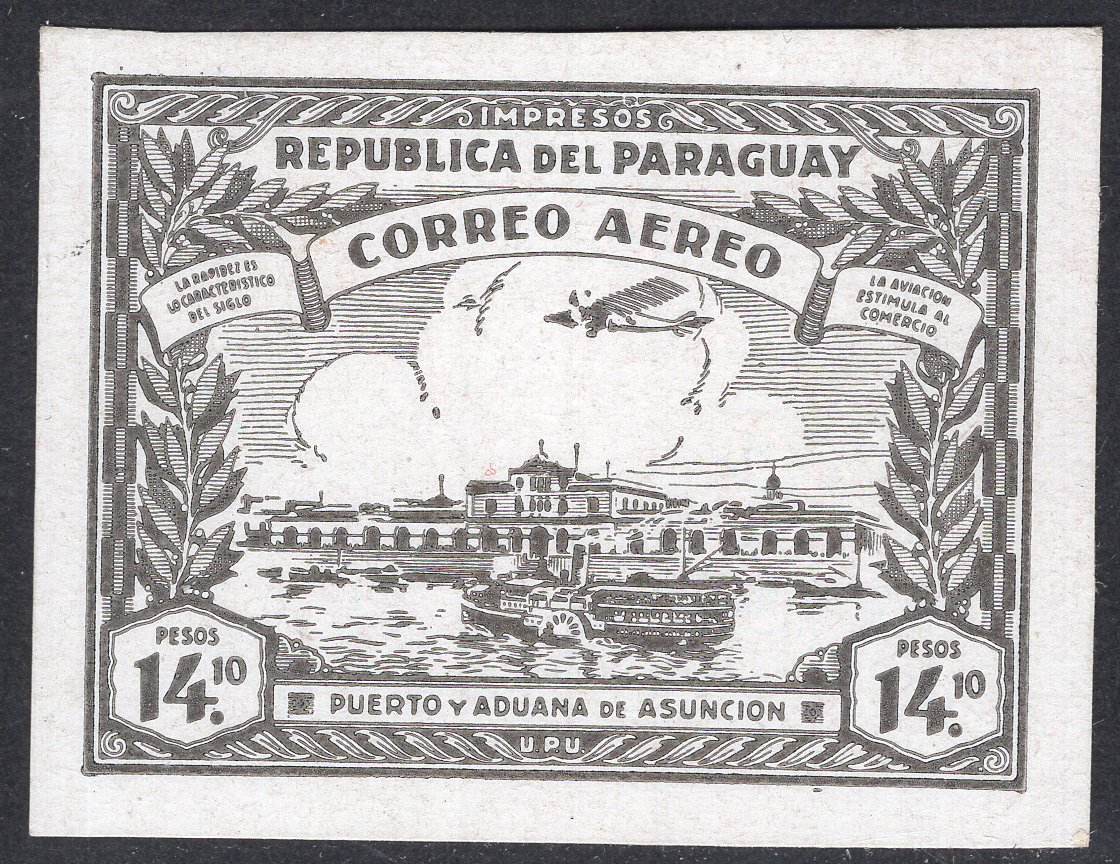 IMPRESOS
REPUBLICA DEL PARAGUAY
CORREO AEREO
LA RAPIDEZ ES
LO CARACTERISTICO
DEL SIGLO
LA AVIACION
ESTIMULA AL
COMERCIO
PESOS
14.10
PESOS
14.10
PUERTO Y ADUANA DE ASUNCION
U.P.U.